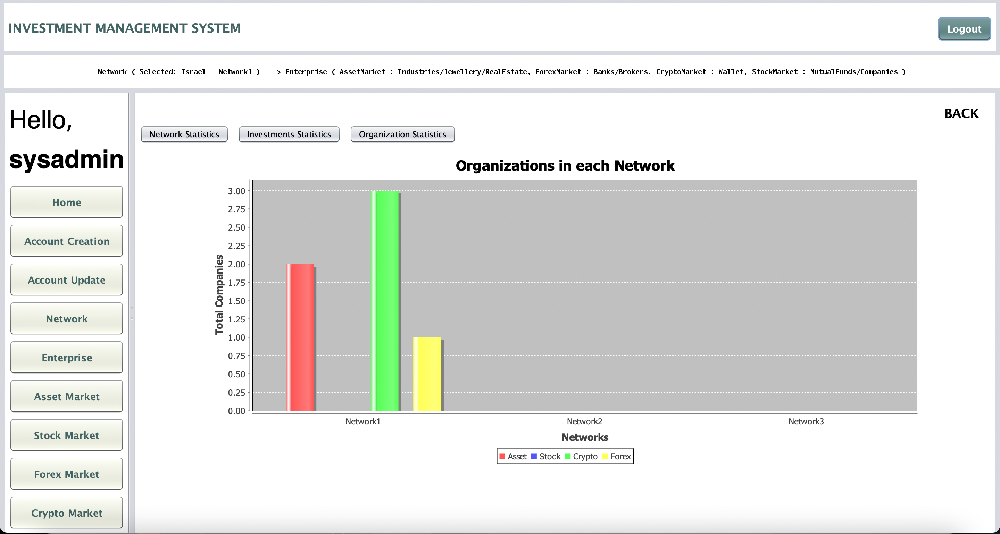 INVESTMENT MANAGEMENT SYSTEM
Logout
Network ( Selected: Israel - Network1 ) ---> Enterprise ( AssetMarket : Industries/Jewellery/RealEstate, ForexMarket : Banks/Brokers, CryptoMarket : Wallet, StockMarket : MutualFunds/Companies )
Hello,
sysadmin
Home
Account Creation
Account Update
Network
Enterprise
Asset Market
Stock Market
Forex Market
Crypto Market
BACK
Network Statistics
Investments Statistics
Organization Statistics
Organizations in each Network
Total Companies
3.00
2.75
2.50
2.25
2.00
1.75
1.50
1.25
1.00
0.75
0.50
0.25
0.00
Network1
Network2
Network3
Networks
Asset
Stock
Crypto
Forex